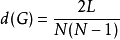 d(G) = 2L / N(N − 1)